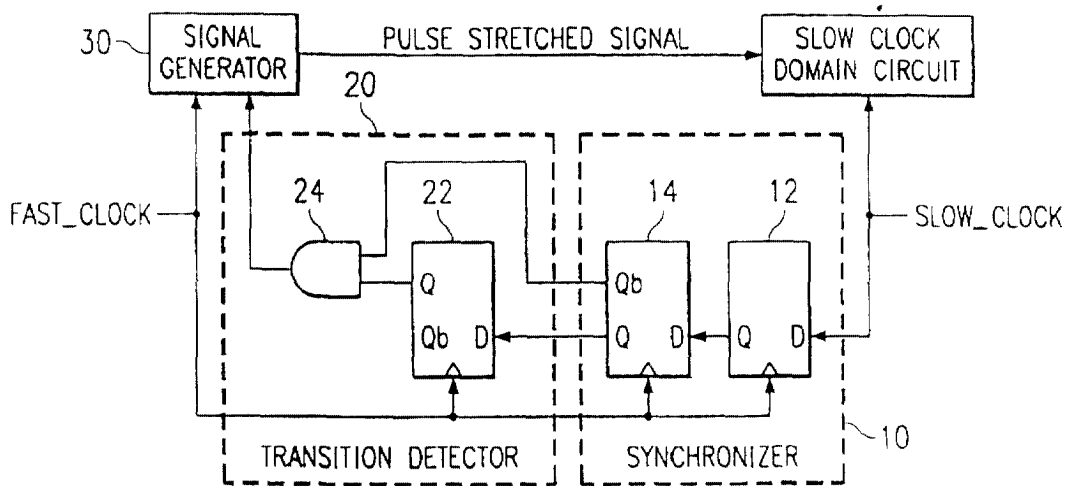 30
SIGNAL
GENERATOR
PULSE STRETCHED SIGNAL
SLOW CLOCK
DOMAIN CIRCUIT
20
24
22
14
12
FAST_CLOCK
SLOW_CLOCK
Q
Qb
Qb D
Q D
Q D
10
TRANSITION DETECTOR
SYNCHRONIZER